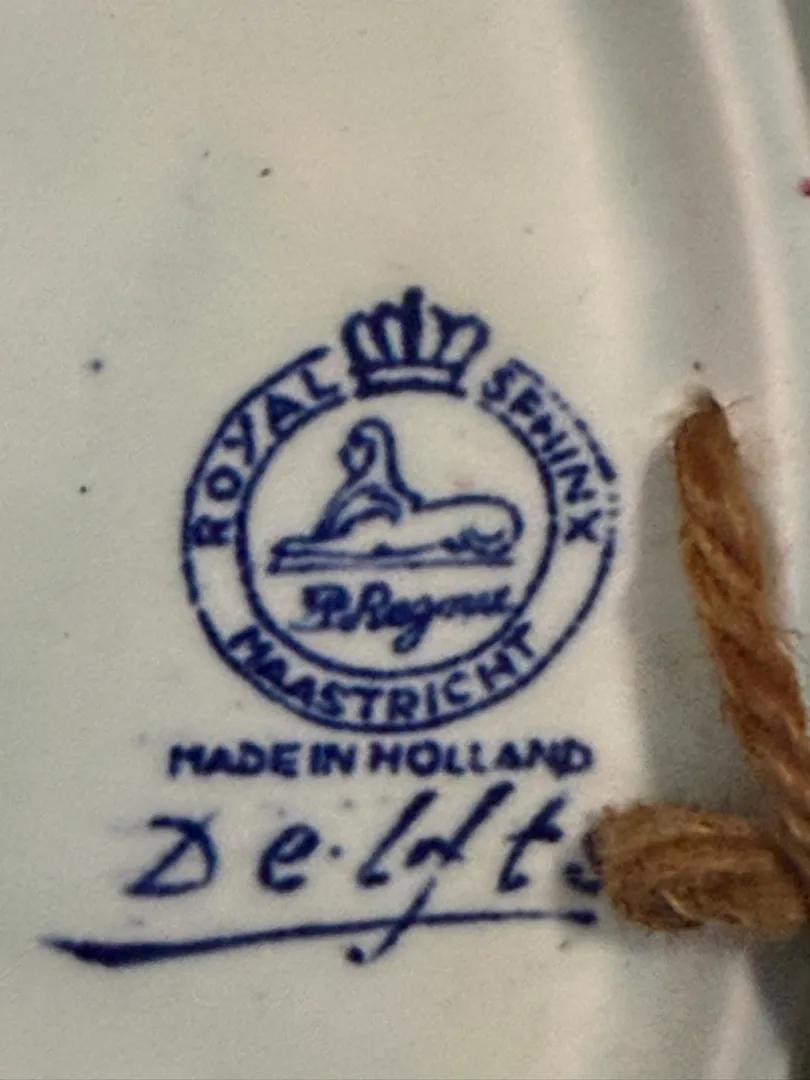 ROYAL SPHINX
P. Regout
MAASTRICHT
MADE IN HOLLAND
Delfts